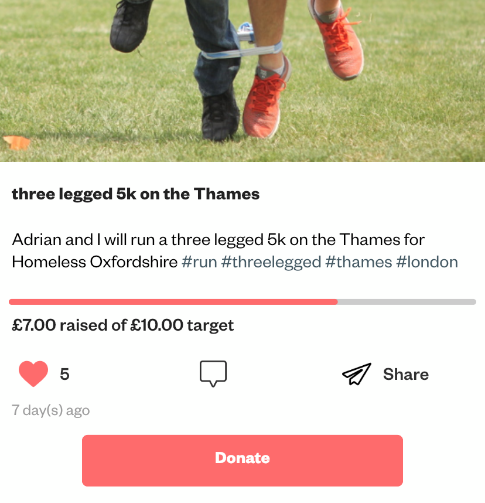 three legged 5k on the Thames
Adrian and I will run a three legged 5k on the Thames for
Homeless Oxfordshire #run #threelegged #thames #london
£7.00 raised of £10.00 target
5
Share
7 day(s) ago
Donate